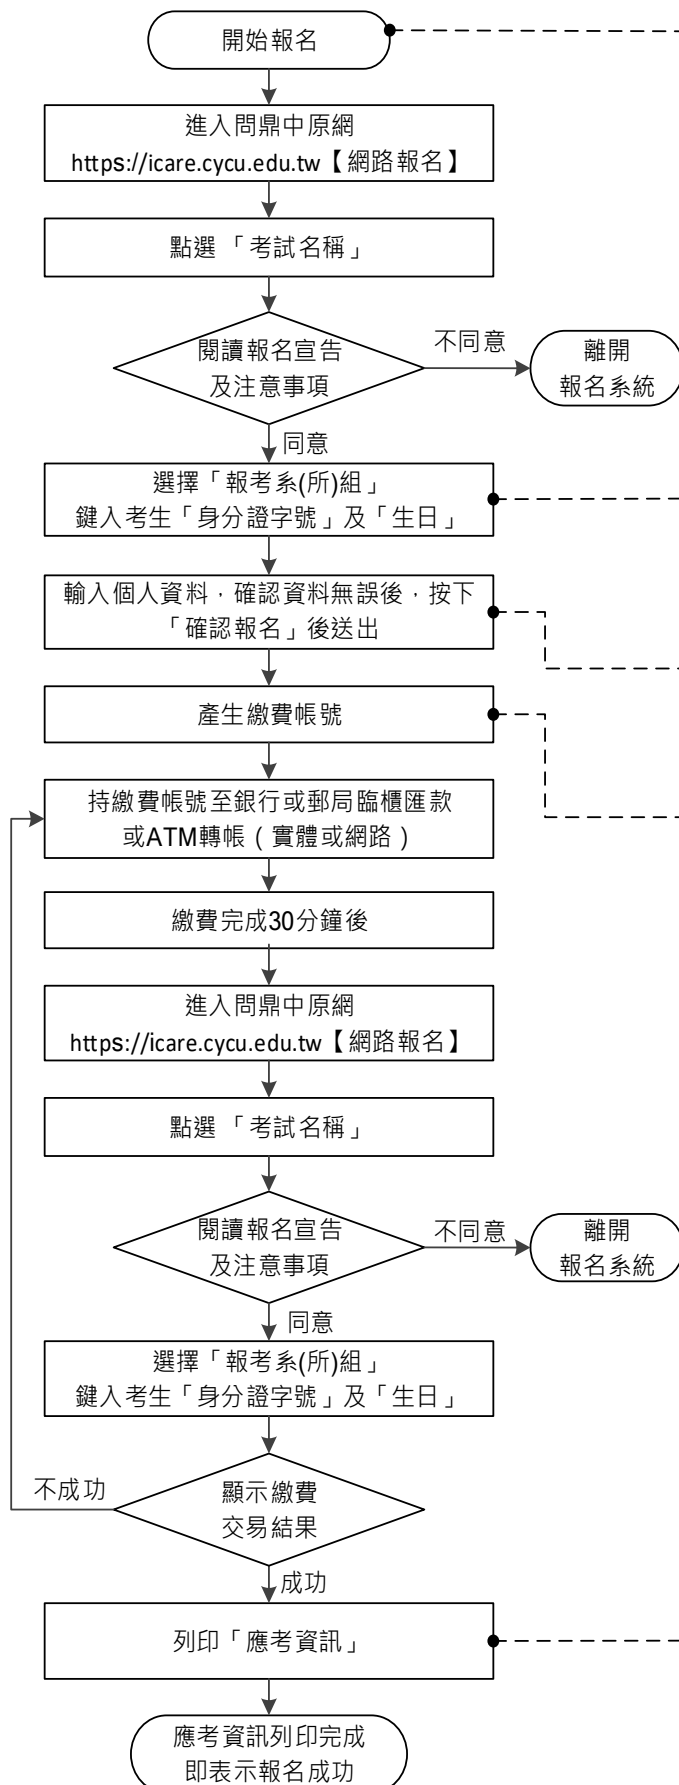 開始報名
進入問鼎中原網
https://icare.cycu.edu.tw【網路報名】
點選「考試名稱」
閱讀報名宣告
及注意事項
不同意
離開
報名系統
同意
選擇「報考系(所)組」
鍵入考生「身分證字號」及「生日」
輸入個人資料，確認資料無誤後，按下
「確認報名」後送出
產生繳費帳號
持繳費帳號至銀行或郵局臨櫃匯款
或ATM轉帳（實體或網路）
繳費完成30分鐘後
進入問鼎中原網
https://icare.cycu.edu.tw【網路報名】
點選「考試名稱」
閱讀報名宣告
及注意事項
不同意
離開
報名系統
同意
選擇「報考系(所)組」
鍵入考生「身分證字號」及「生日」
不成功
顯示繳費
交易結果
成功
列印「應考資訊」
應考資訊列印完成
即表示報名成功